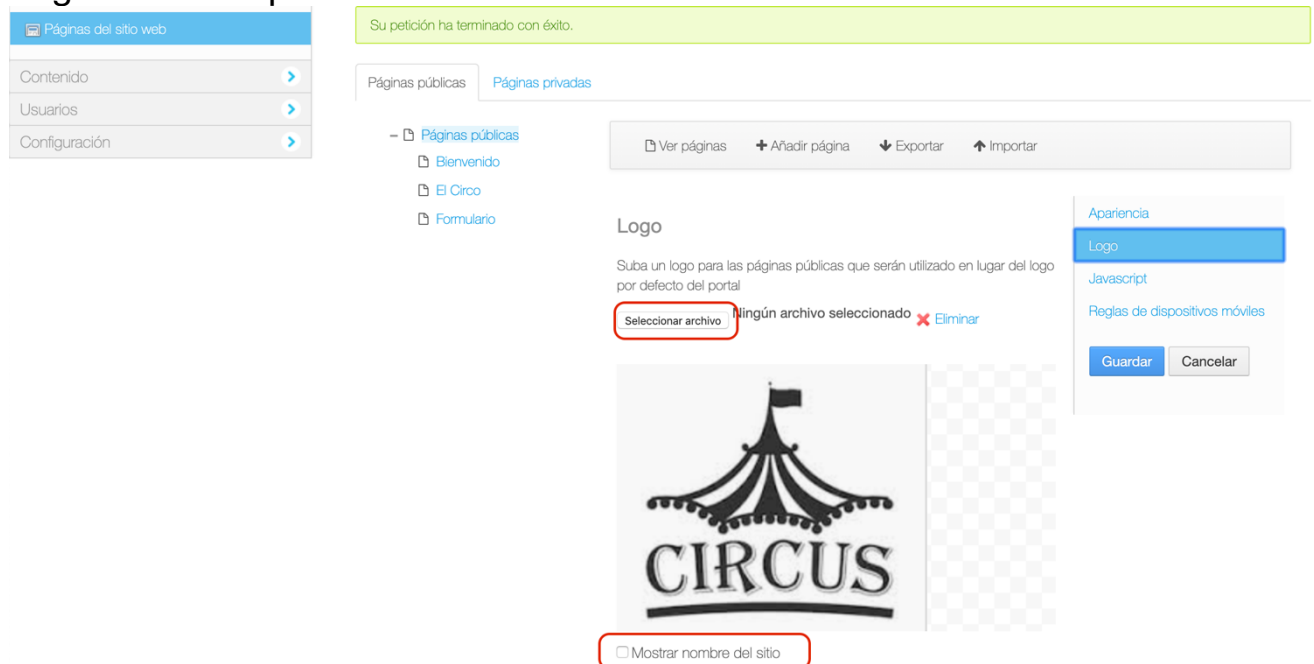 Páginas del sitio web
Su petición ha terminado con éxito.
Contenido
Usuarios
Configuración
Páginas públicas
Páginas privadas
Páginas públicas
Bienvenido
El Circo
Formulario
Ver páginas
Añadir página
Exportar
Importar
Logo
Suba un logo para las páginas públicas que serán utilizado en lugar del logo
por defecto del portal
Seleccionar archivo
Ningún archivo seleccionado
Eliminar
CIRCUS
Mostrar nombre del sitio
Apariencia
Logo
Javascript
Reglas de dispositivos móviles
Guardar
Cancelar